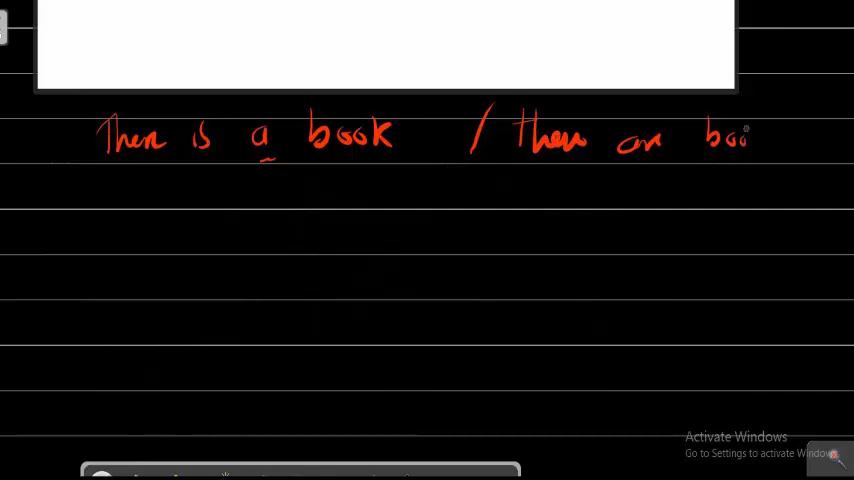 There is a book / there are boo
Activate Windows
Go to Settings to activate Windows.